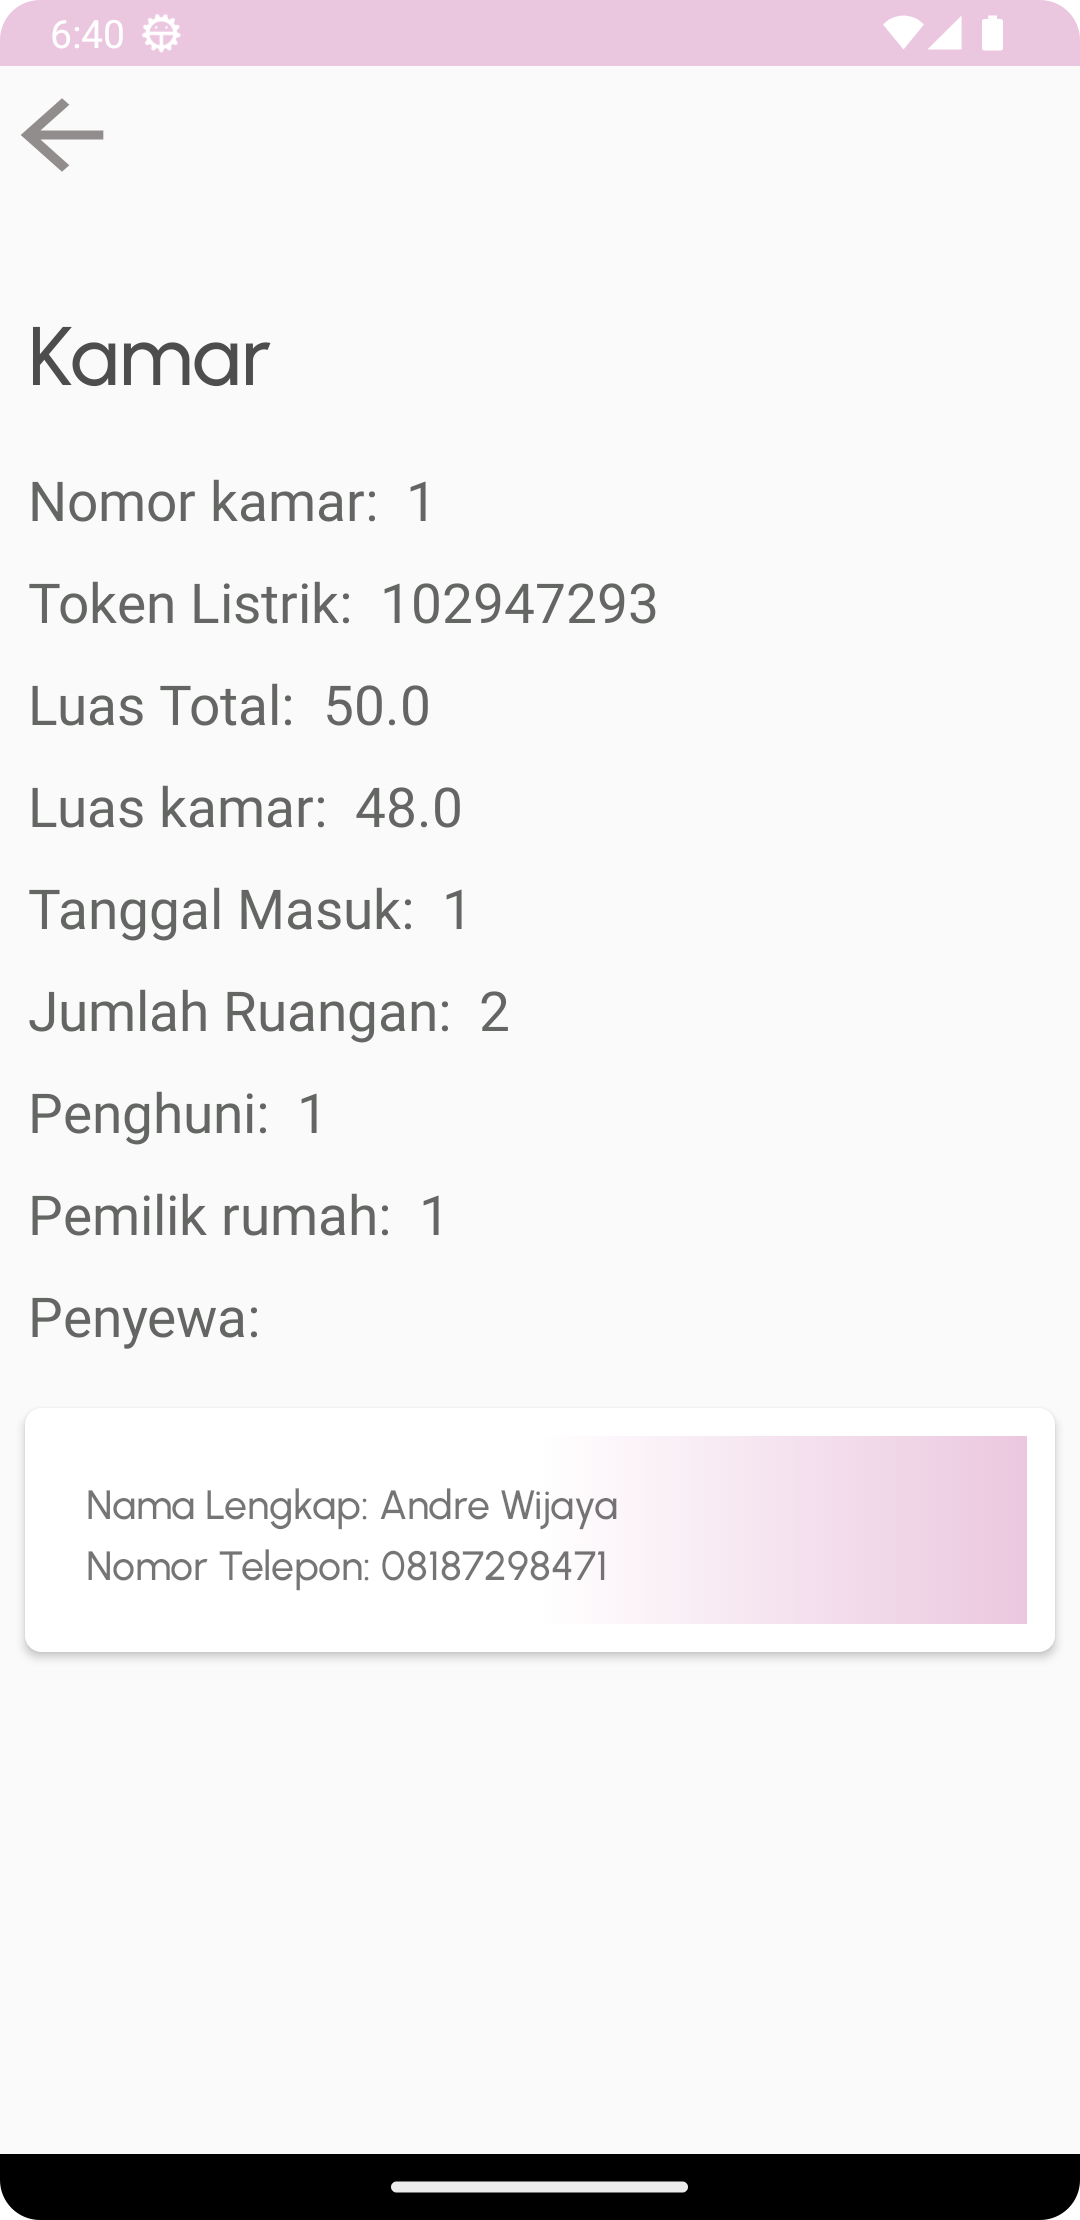 6:40
Kamar
Nomor kamar: 1
Token Listrik: 102947293
Luas Total: 50.0
Luas kamar: 48.0
Tanggal Masuk: 1
Jumlah Ruangan: 2
Penghuni: 1
Pemilik rumah: 1
Penyewa:
Nama Lengkap: Andre Wijaya
Nomor Telepon: 08187298471